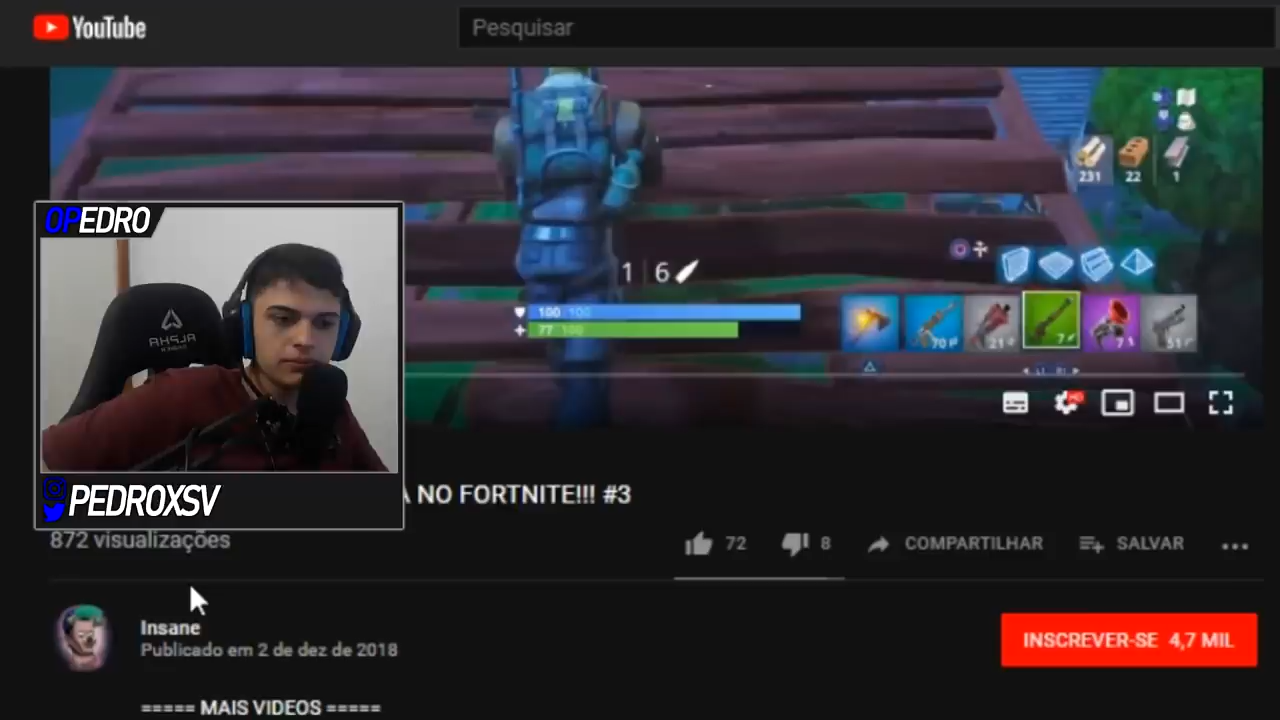 YouTube
Pesquisar
231 22 1
OPEDRO
1 | 6
100 | 100
77 | 100
70
7
7
51
PEDROXSV
NO FORTNITE!!! #3
872 visualizações
72
8
COMPARTILHAR
SALVAR
Insane
Publicado em 2 de dez de 2018
INSCREVER-SE 4,7 MIL
===== MAIS VIDEOS =====